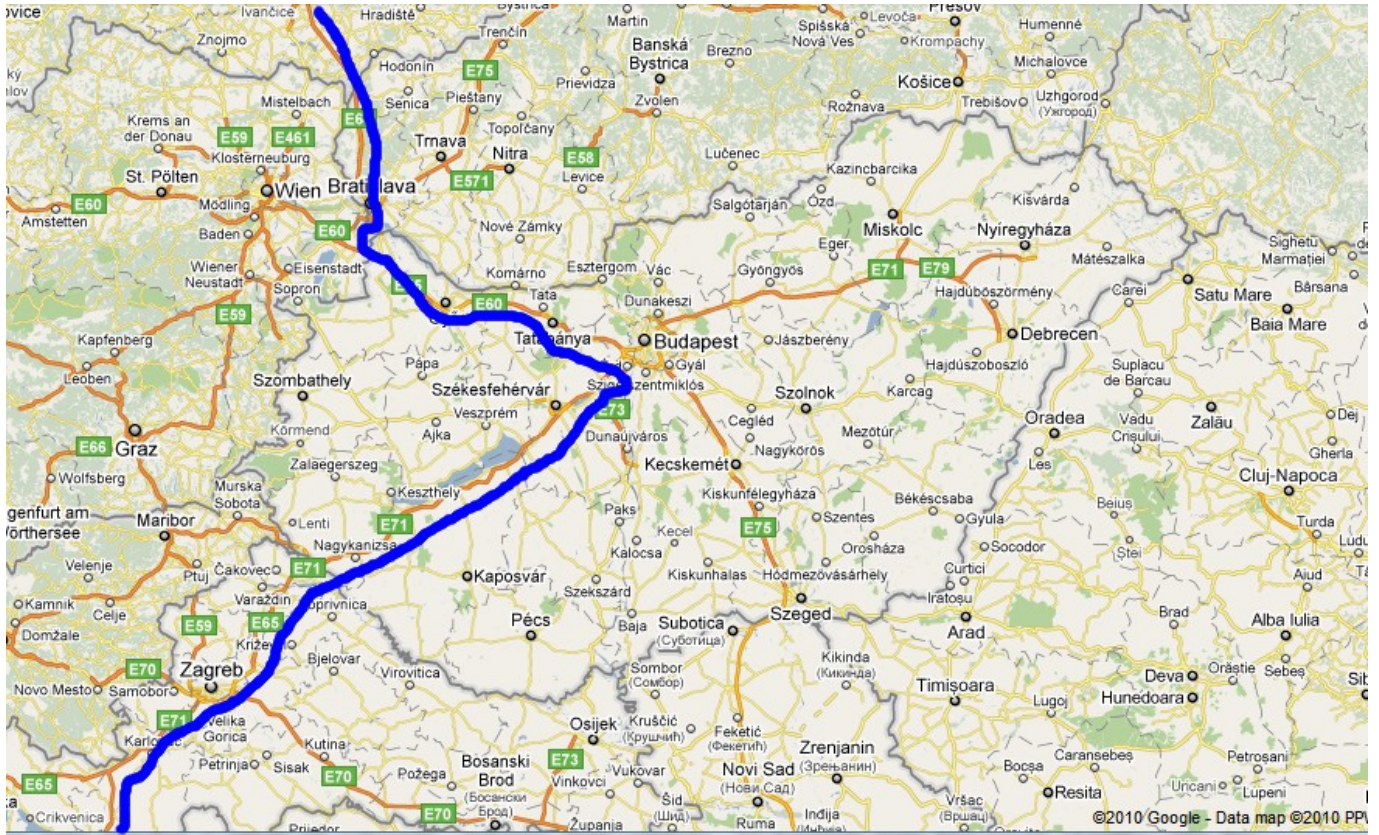 Ivančice
Hradiště
Bystrica
Martin
Spišská
Nová Ves
Levoča
Prešov
Humenné
Znojmo
Trenčín
Banská
Bystrica
Brezno
Krompachy
Michalovce
Hodonín
E75
Prievidza
Košice
Mistelbach
Senica
Piešťany
Zvolen
Rožnava
Trebišov
Uzhgorod
(Ужгород)
Krems an
der Donau
E59
E461
Topoľčany
Trnava
Nitra
E58
Lučenec
Klosterneuburg
Kazincbarcika
St. Pölten
Wien
E571
Levice
E60
Amstetten
Mödling
Salgótarján
Ózd
Kisvárda
Miskolc
Baden
E60
Nové Zámky
Eger
Nyíregyháza
Sighetu
Marmației
Wiener
Neustadt
Eisenstadt
Komárno
Esztergom
Vác
Gyöngyös
E71
E79
Mátészalka
Sopron
Tata
E60
Dunakeszi
Hajdúböszörmény
Carei
Satu Mare
Bârsana
E59
Baia Mare
Kapfenberg
Budapest
Jászberény
Debrecen
Leoben
Pápa
Gyál
Hajdúszoboszló
Suplacu
de Barcau
Szombathely
Székesfehérvár
Szolnok
Karcag
Zalău
Dej
Veszprém
E73
Cegléd
Oradea
Vadu
Crișului
Graz
Körmend
Ajka
Dunaújváros
Nagykőrös
Mezőtúr
E66
Wolfsberg
Zalaegerszeg
Kecskemét
Les
Gherla
Cluj-Napoca
Murska
Sobota
Keszthely
Kiskunfélegyháza
Békéscsaba
Beiuș
Maribor
Lenti
E71
Paks
E75
Szentes
Gyula
Turda
Nagykanizsa
Kecel
Orosháza
Socodor
Ștei
Velenje
Ptuj
Čakovec
E71
Kaposvár
Kalocsa
Kiskunhalas
Hódmezővásárhely
Curtici
Aiud
Kamnik
Celje
Varaždin
Szekszárd
Iratoșu
Domžale
E59
E65
Pécs
Baja
Subotica
(Суботица)
Szeged
Arad
Brad
Alba Iulia
Bjelovar
Virovitica
Sombor
(Сомбор)
Kikinda
(Кикинда)
Deva
Orăștie
Sebeș
E70
Zagreb
Novo Mesto
Samobor
Timișoara
Lugoj
Hunedoara
E71
Velika
Gorica
Osijek
Kruščić
(Крушчић)
Feketić
(Фекетић)
Kutina
Petrinja
Sisak
Zrenjanin
(Зрењанин)
Caransebeș
Petrosani
E65
E70
Požega
Bosanski
Brod
(Босански
Брод)
E73
Vinkovci
Vukovar
Novi Sad
(Нови Сад)
Bocșa
Resita
Uricani
Lupeni
Crikvenica
E70
Županja
Šid
(Шид)
Ruma
Inđija
Vršac
(Вршац)
Prijedor
©2010 Google - Data map ©2010 PPW